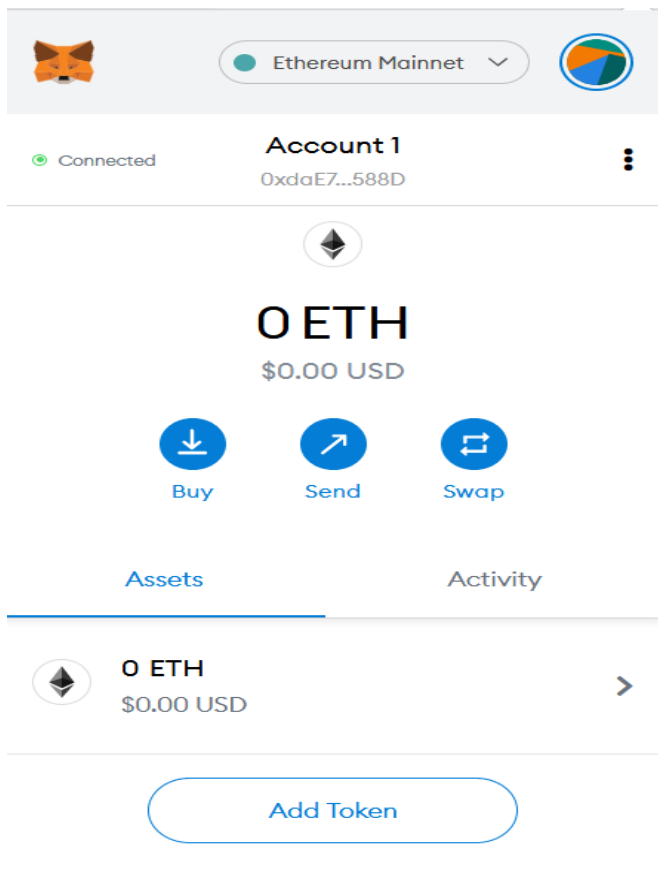 Ethereum Mainnet
Connected
Account 1
0xdaE7...588D
0 ETH
$0.00 USD
Buy Send Swap
Assets Activity
0 ETH
$0.00 USD
Add Token